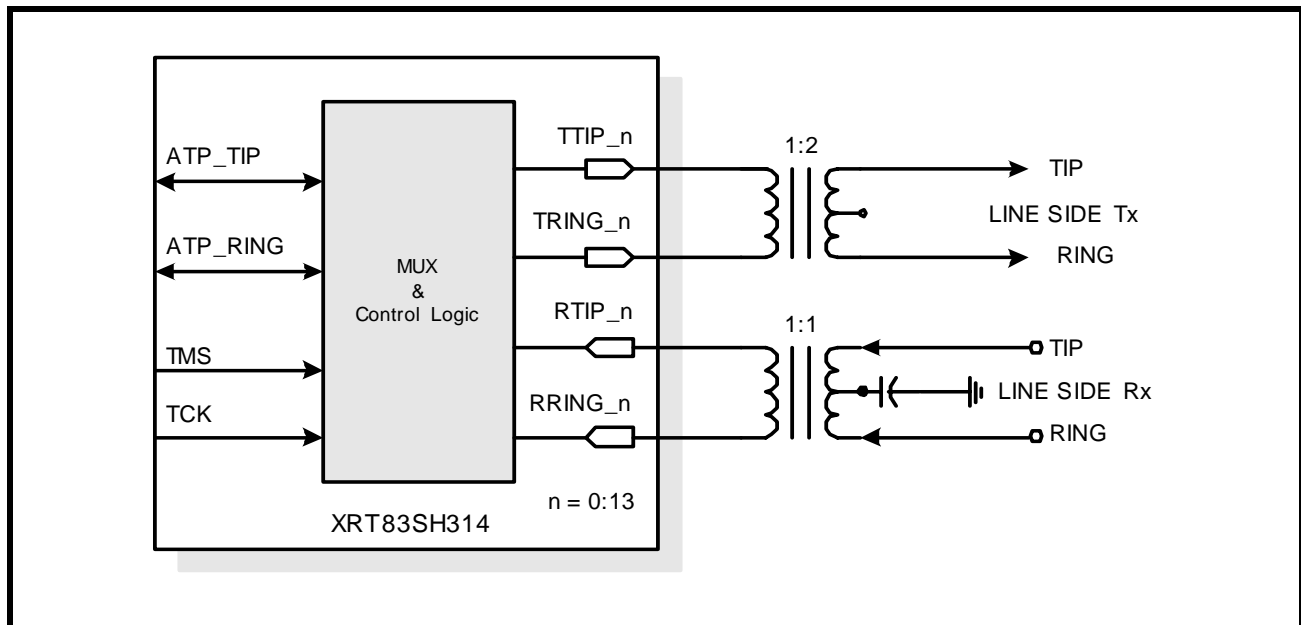 ATP_TIP
ATP_RING
TMS
TCK
MUX
&
Control Logic
TTIP_n
TRING_n
RTIP_n
RRING_n
n = 0:13
XRT83SH314
1:2
TIP
LINE SIDE Tx
RING
1:1
TIP
LINE SIDE Rx
RING